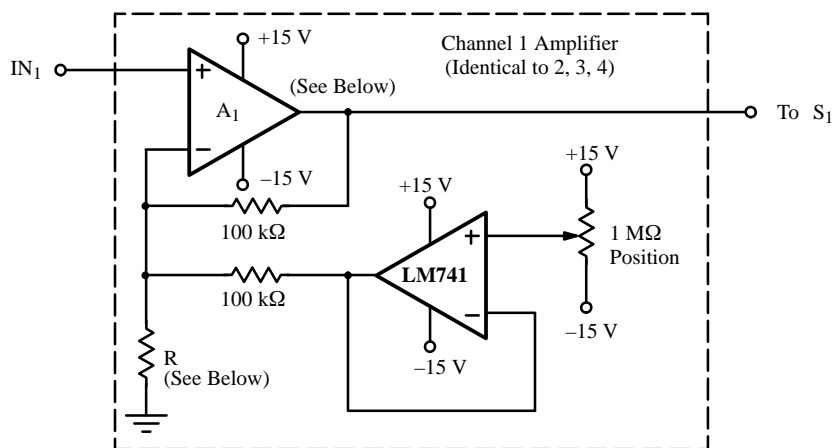 +15 V
Channel 1 Amplifier
(Identical to 2, 3, 4)
IN1
+
(See Below)
A1
To S1
–
–15 V
+15 V
+15 V
100 kΩ
+
1 MΩ
Position
LM741
100 kΩ
–
–15 V
–15 V
R
(See Below)